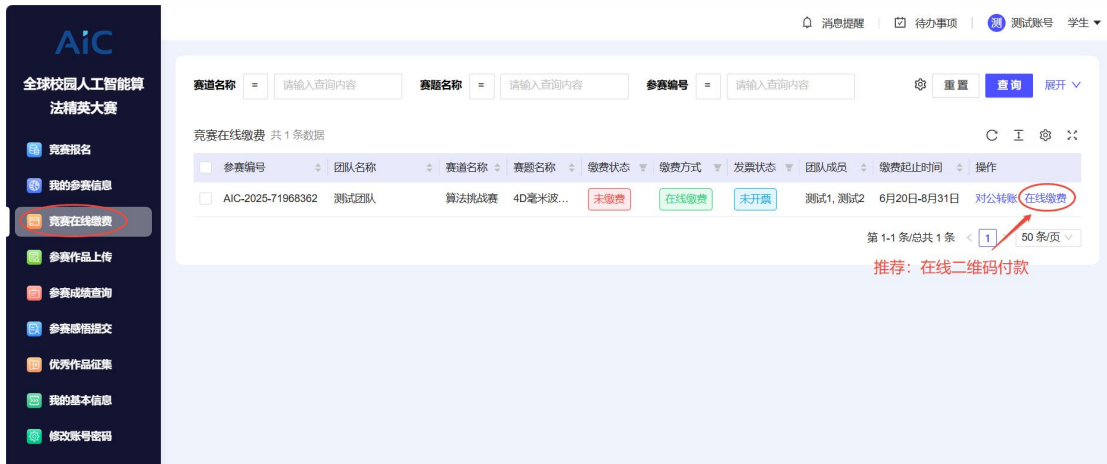 消息提醒 待办事项 测 测试账号 学生
AiC
全球校园人工智能算
法精英大赛
竞赛报名
我的参赛信息
竞赛在线缴费
参赛作品上传
参赛成绩查询
参赛感悟提交
优秀作品征集
我的基本信息
修改账号密码
赛道名称 = 请输入查询内容 赛题名称 = 请输入查询内容 参赛编号 = 请输入查询内容 重置 查询 展开
竞赛在线缴费 共 1 条数据
参赛编号 团队名称 赛道名称 赛题名称 缴费状态 缴费方式 发票状态 团队成员 缴费起止时间 操作
AIC-2025-71968362 测试团队 算法挑战赛 4D毫米波... 未缴费 在线缴费 未开票 测试1, 测试2 6月20日-8月31日 对公转账 在线缴费
第 1-1 条/总共 1 条 < 1 50 条/页
推荐：在线二维码付款